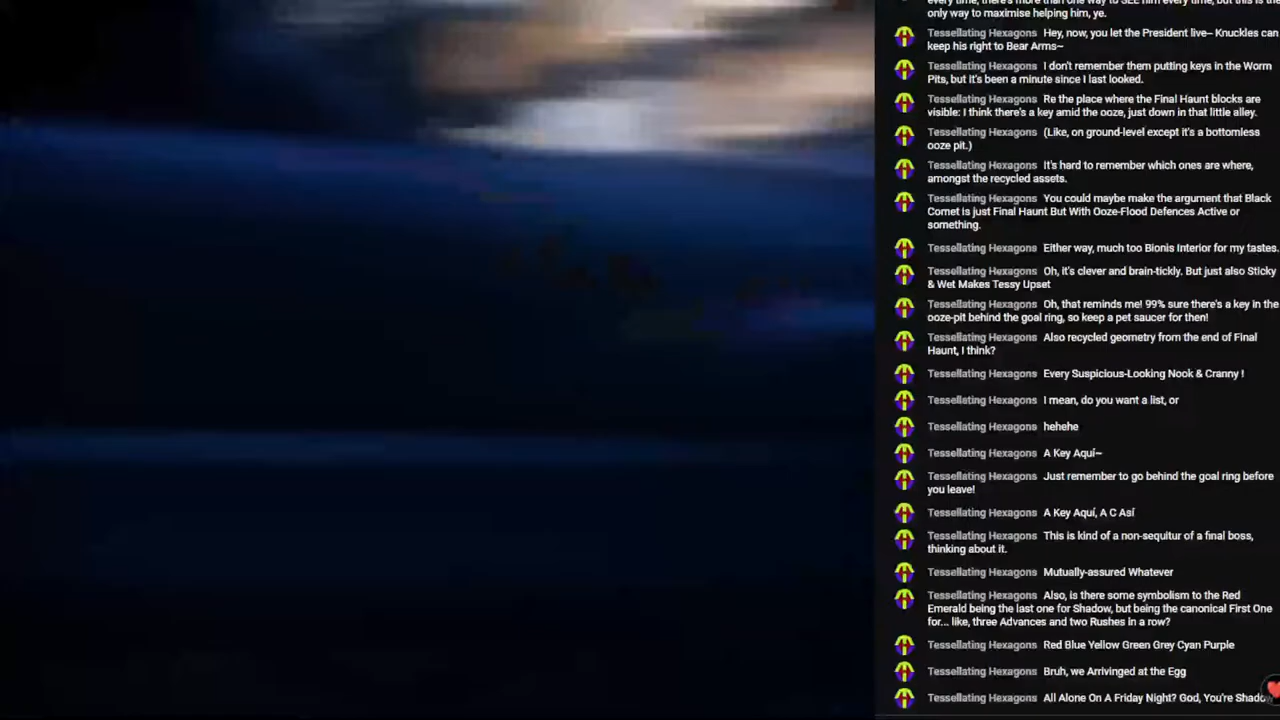 every time, there's more than one way to SEE him every time, but this is the
only way to maximise helping him, ye.
Tessellating Hexagons Hey, now, you let the President live– Knuckles can
keep his right to Bear Arms~
Tessellating Hexagons I don't remember them putting keys in the Worm
Pits, but it's been a minute since I last looked.
Tessellating Hexagons Re the place where the Final Haunt blocks are
visible: I think there's a key amid the ooze, just down in that little alley.
Tessellating Hexagons (Like, on ground-level except it's a bottomless
ooze pit.)
Tessellating Hexagons It's hard to remember which ones are where,
amongst the recycled assets.
Tessellating Hexagons You could maybe make the argument that Black
Comet is just Final Haunt But With Ooze-Flood Defences Active or
something.
Tessellating Hexagons Either way, much too Bionis Interior for my tastes.
Tessellating Hexagons Oh, it's clever and brain-tickly. But just also Sticky
& Wet Makes Tessy Upset
Tessellating Hexagons Oh, that reminds me! 99% sure there's a key in the
ooze-pit behind the goal ring, so keep a pet saucer for then!
Tessellating Hexagons Also recycled geometry from the end of Final
Haunt, I think?
Tessellating Hexagons Every Suspicious-Looking Nook & Cranny !
Tessellating Hexagons I mean, do you want a list, or
Tessellating Hexagons hehehe
Tessellating Hexagons A Key Aquí~
Tessellating Hexagons Just remember to go behind the goal ring before
you leave!
Tessellating Hexagons A Key Aquí, A C Así
Tessellating Hexagons This is kind of a non-sequitur of a final boss,
thinking about it.
Tessellating Hexagons Mutually-assured Whatever
Tessellating Hexagons Also, is there some symbolism to the Red
Emerald being the last one for Shadow, but being the canonical First One
for... like, three Advances and two Rushes in a row?
Tessellating Hexagons Red Blue Yellow Green Grey Cyan Purple
Tessellating Hexagons Bruh, we Arrivinged at the Egg
Tessellating Hexagons All Alone On A Friday Night? God, You're Shadow